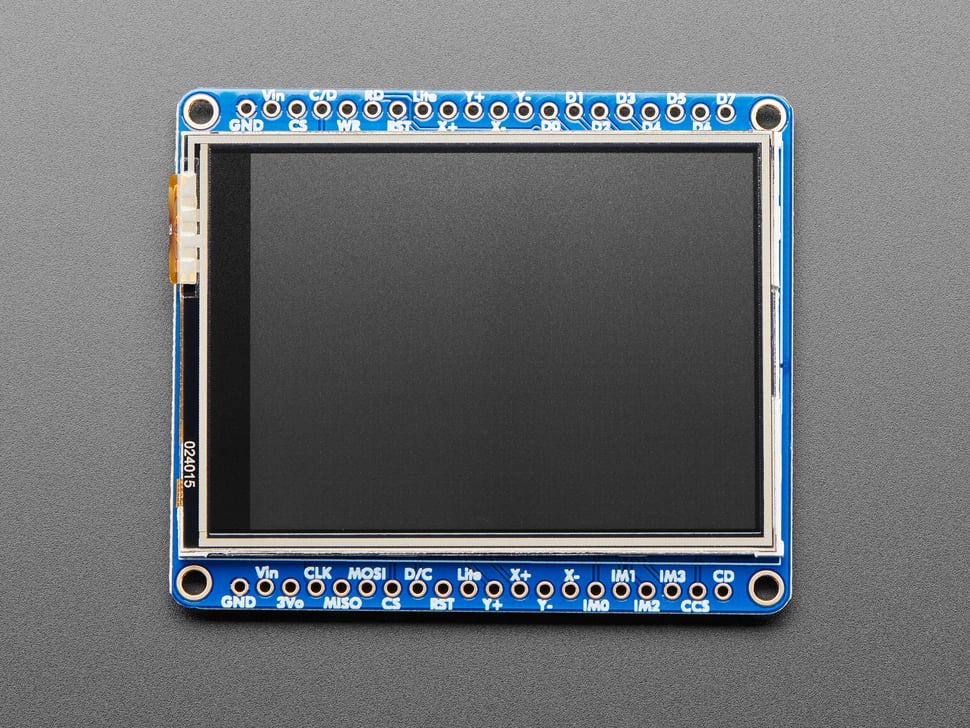 Vin C/D RD Lite Y+ Y- D1 D3 D5 D7
GND CS WR RST X+ X- D0 D2 D4 D6
024015
Vin CLK MOSI D/C Lite X+ X- IM1 IM3 CD
GND 3Vo MISO CS RST Y+ Y- IM0 IM2 CCS